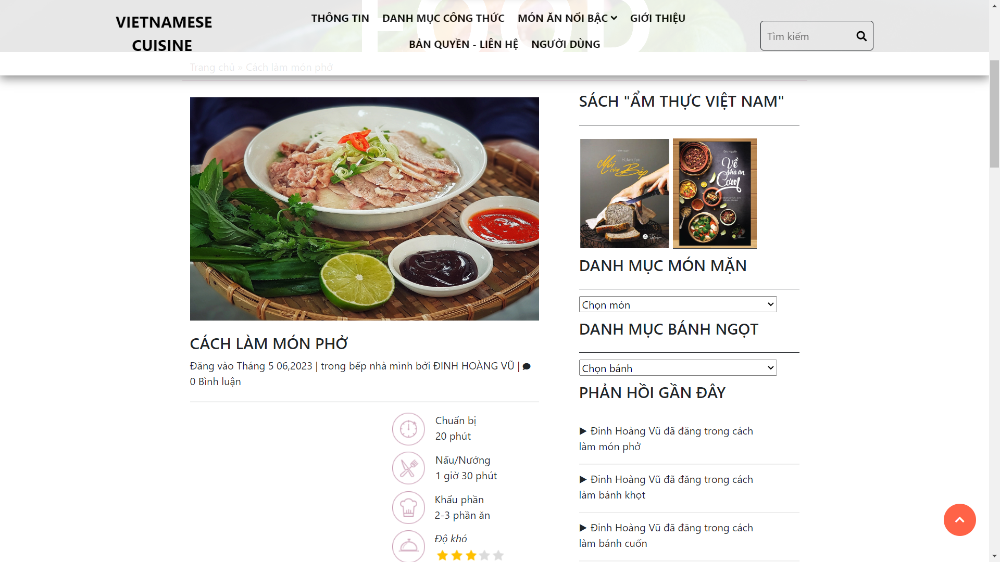 FOOD
VIETNAMESE
CUISINE
THÔNG TIN
DANH MỤC CÔNG THỨC
MÓN ĂN NỔI BẬC
GIỚI THIỆU
BẢN QUYỀN - LIÊN HỆ
NGƯỜI DÙNG
Tìm kiếm
Trang chủ » Cách làm món phở
CÁCH LÀM MÓN PHỞ
Đăng vào Tháng 5 06,2023 | trong bếp nhà mình bởi ĐINH HOÀNG VŨ |
0 Bình luận
Chuẩn bị
20 phút
Nấu/Nướng
1 giờ 30 phút
Khẩu phần
2-3 phần ăn
Độ khó
SÁCH "ẨM THỰC VIỆT NAM"
Bakingfun
Mùi của Bếp
Đức Nguyễn
Về
Nhà ăn
Cơm
DANH MỤC MÓN MẶN
Chọn món
DANH MỤC BÁNH NGỌT
Chọn bánh
PHẢN HỒI GẦN ĐÂY
▶ Đinh Hoàng Vũ đã đăng trong cách
làm món phở
▶ Đinh Hoàng Vũ đã đăng trong cách
làm bánh khọt
▶ Đinh Hoàng Vũ đã đăng trong cách
làm bánh cuốn